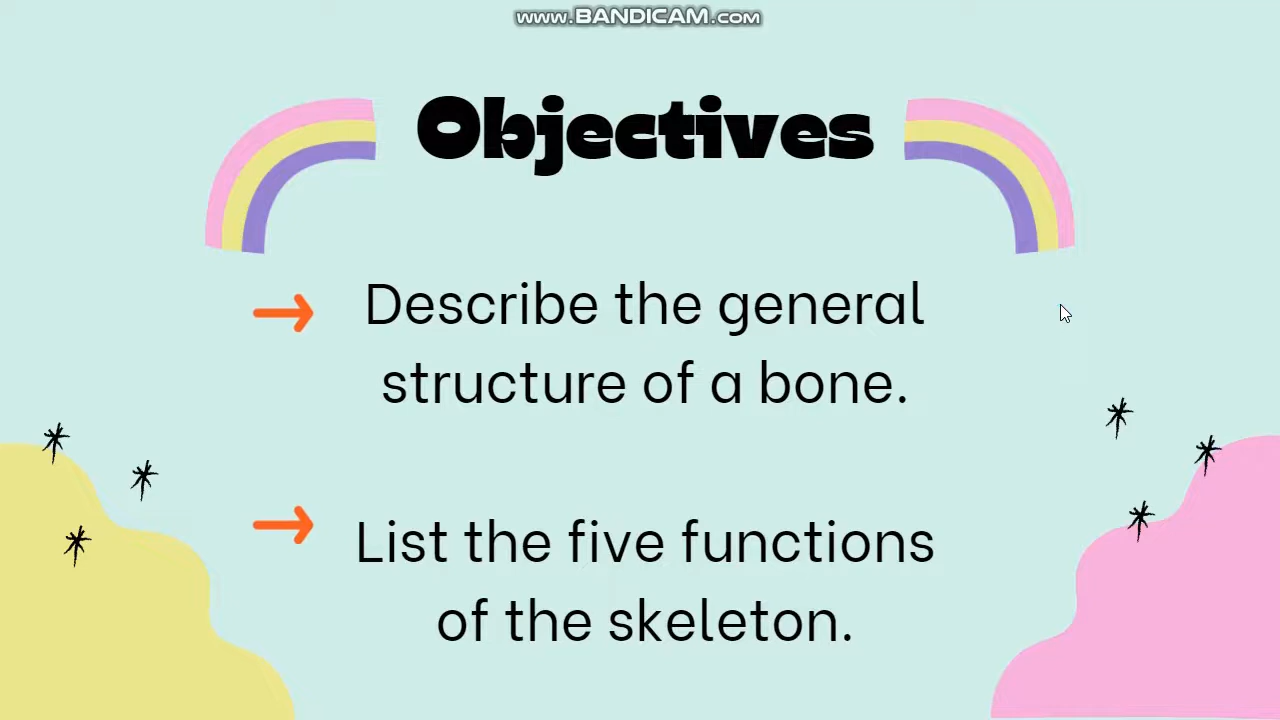 www.BANDICAM.com
Objectives
Describe the general
structure of a bone.
List the five functions
of the skeleton.